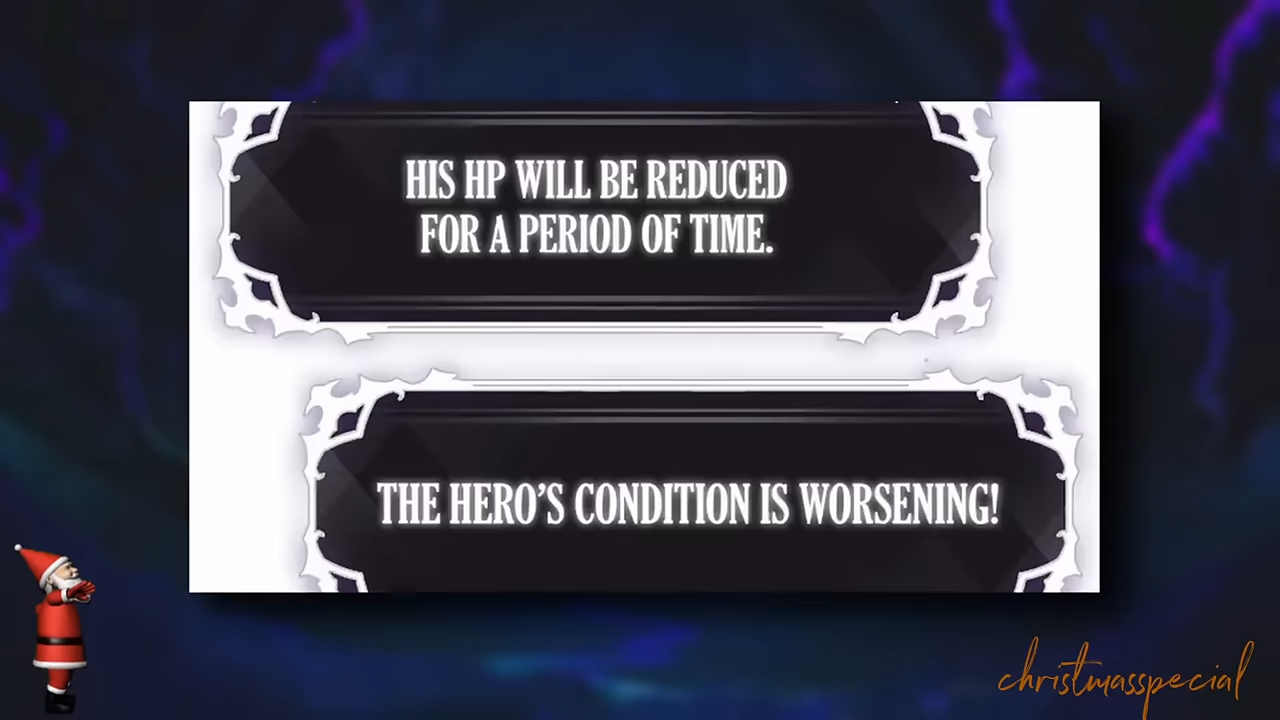 HIS HP WILL BE REDUCED
FOR A PERIOD OF TIME.
THE HERO’S CONDITION IS WORSENING!
christmasspecial